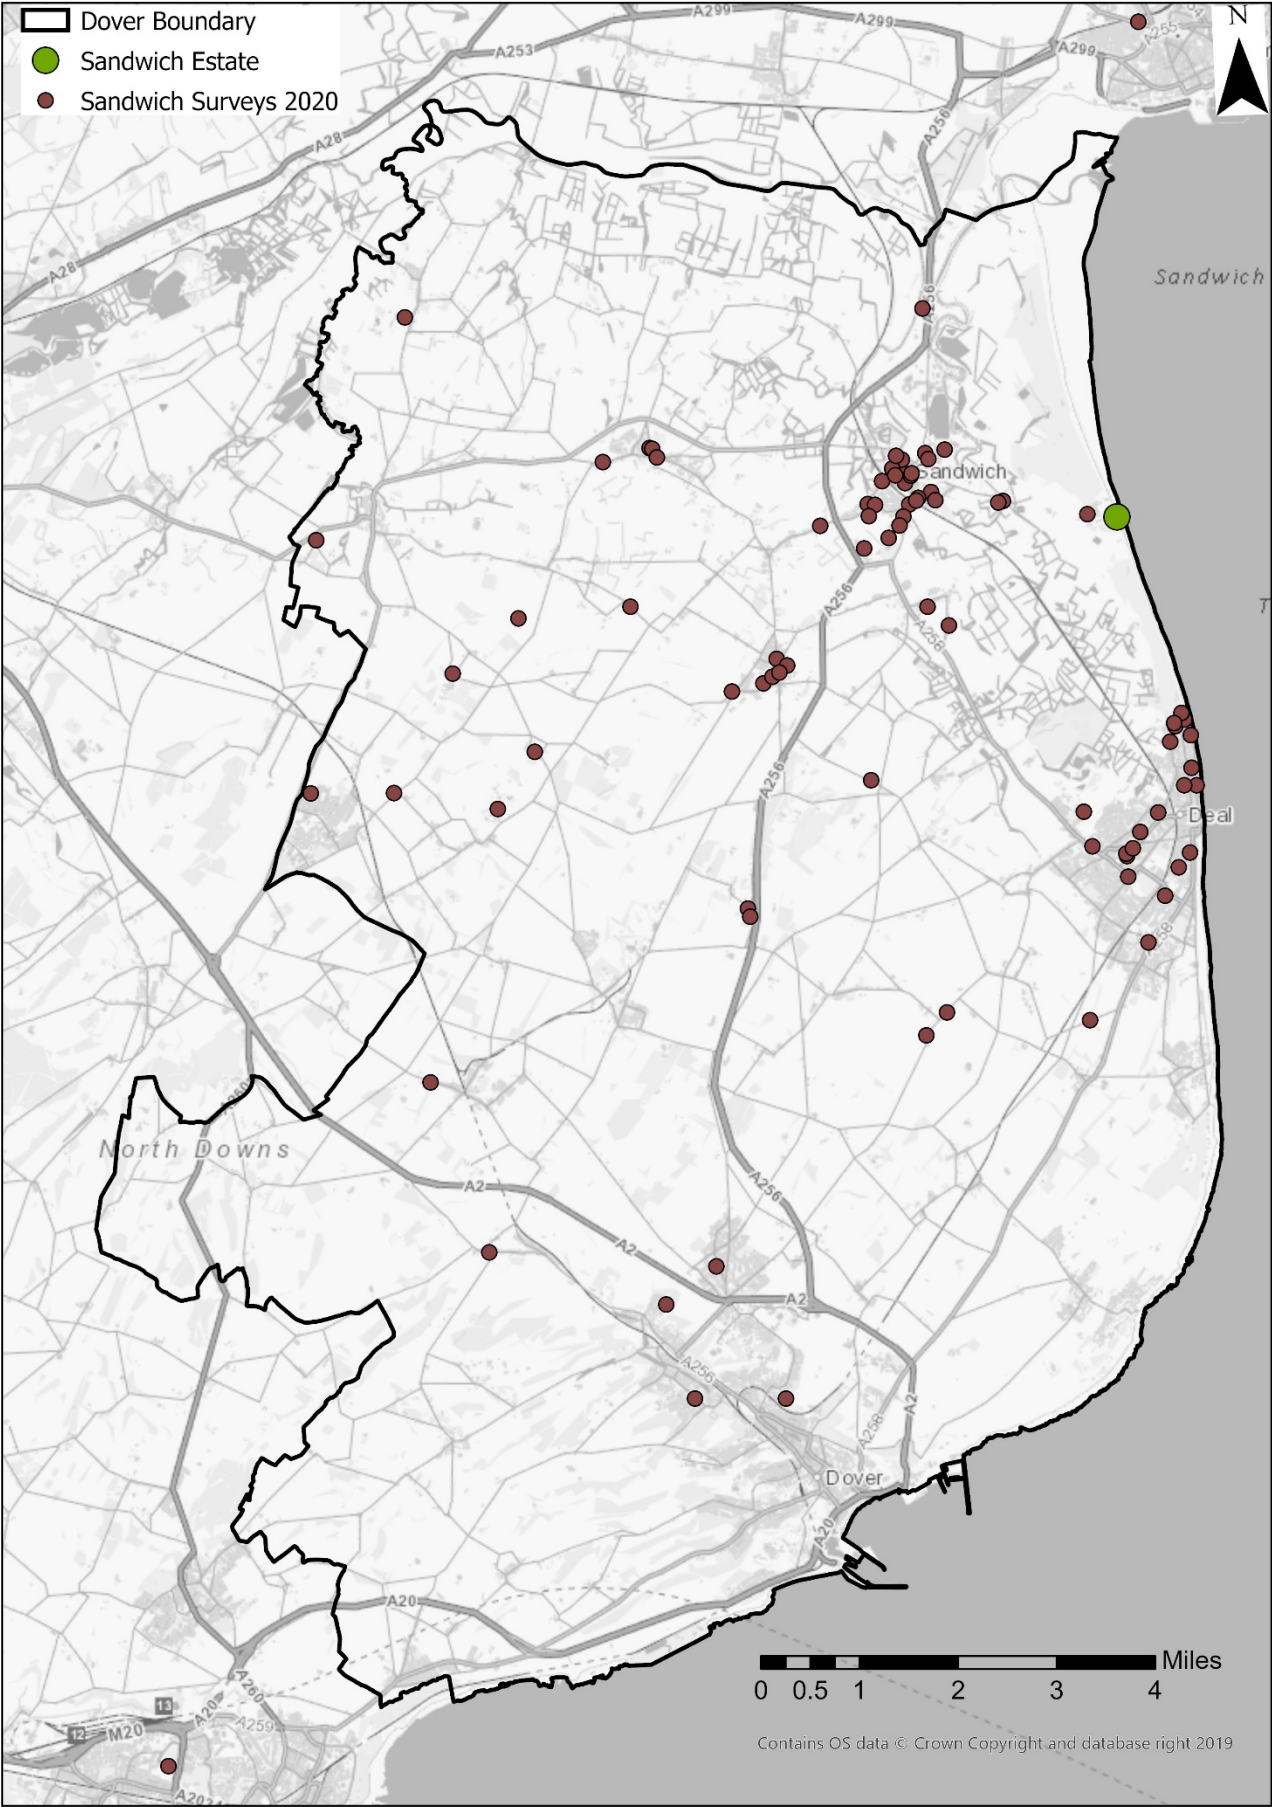 Dover Boundary
Sandwich Estate
Sandwich Surveys 2020
N
A299
A299
A299
A253
A255
A28
A256
A28
Sandwich
Sandwich
A256
A258
A256
Deal
North Downs
A2
A256
A2
A2
A256
A258
A2
Dover
A20
A20
A260
A20
A259
13
12
M20
Miles
0 0.5 1 2 3 4
Contains OS data © Crown Copyright and database right 2019